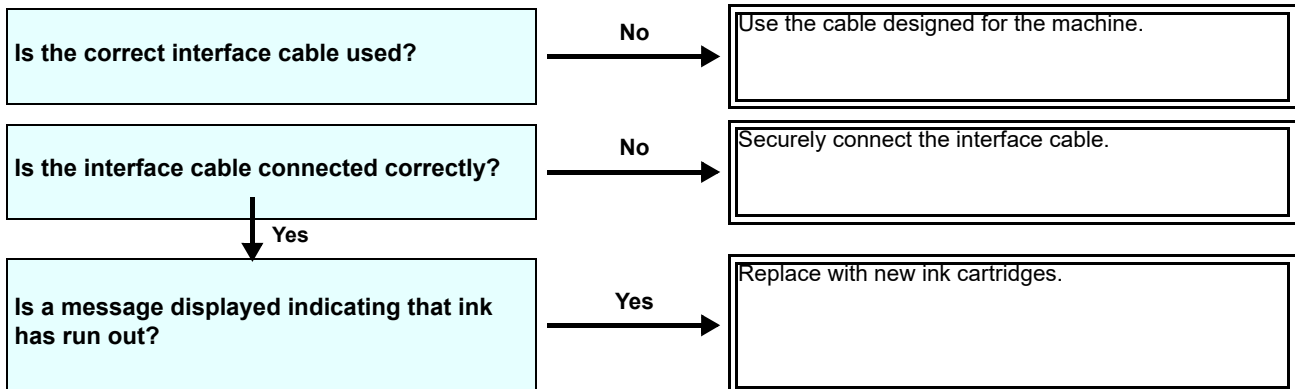 Is the correct interface cable used?
No
Use the cable designed for the machine.
Is the interface cable connected correctly?
No
Securely connect the interface cable.
Yes
Is a message displayed indicating that ink
has run out?
Yes
Replace with new ink cartridges.